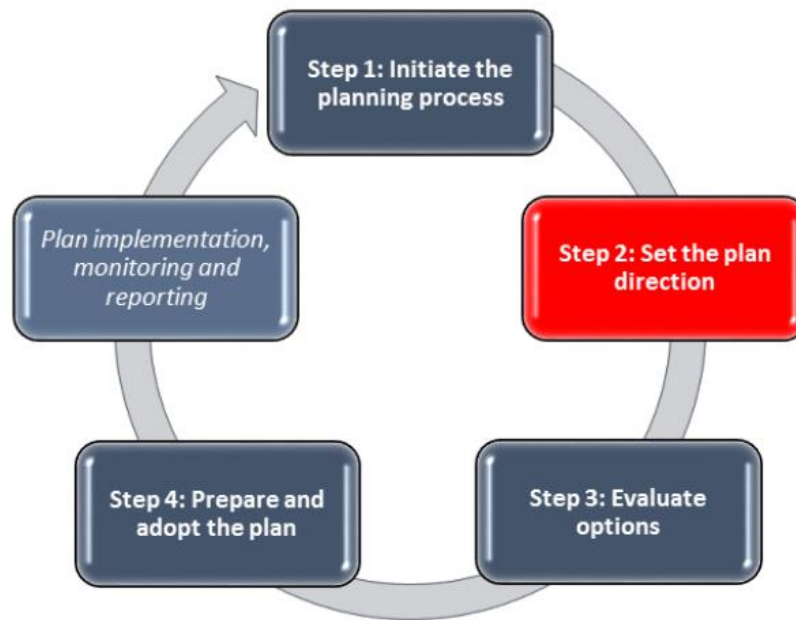 Step 1: Initiate the
planning process
Step 2: Set the plan
direction
Step 3: Evaluate
options
Step 4: Prepare and
adopt the plan
Plan implementation,
monitoring and
reporting